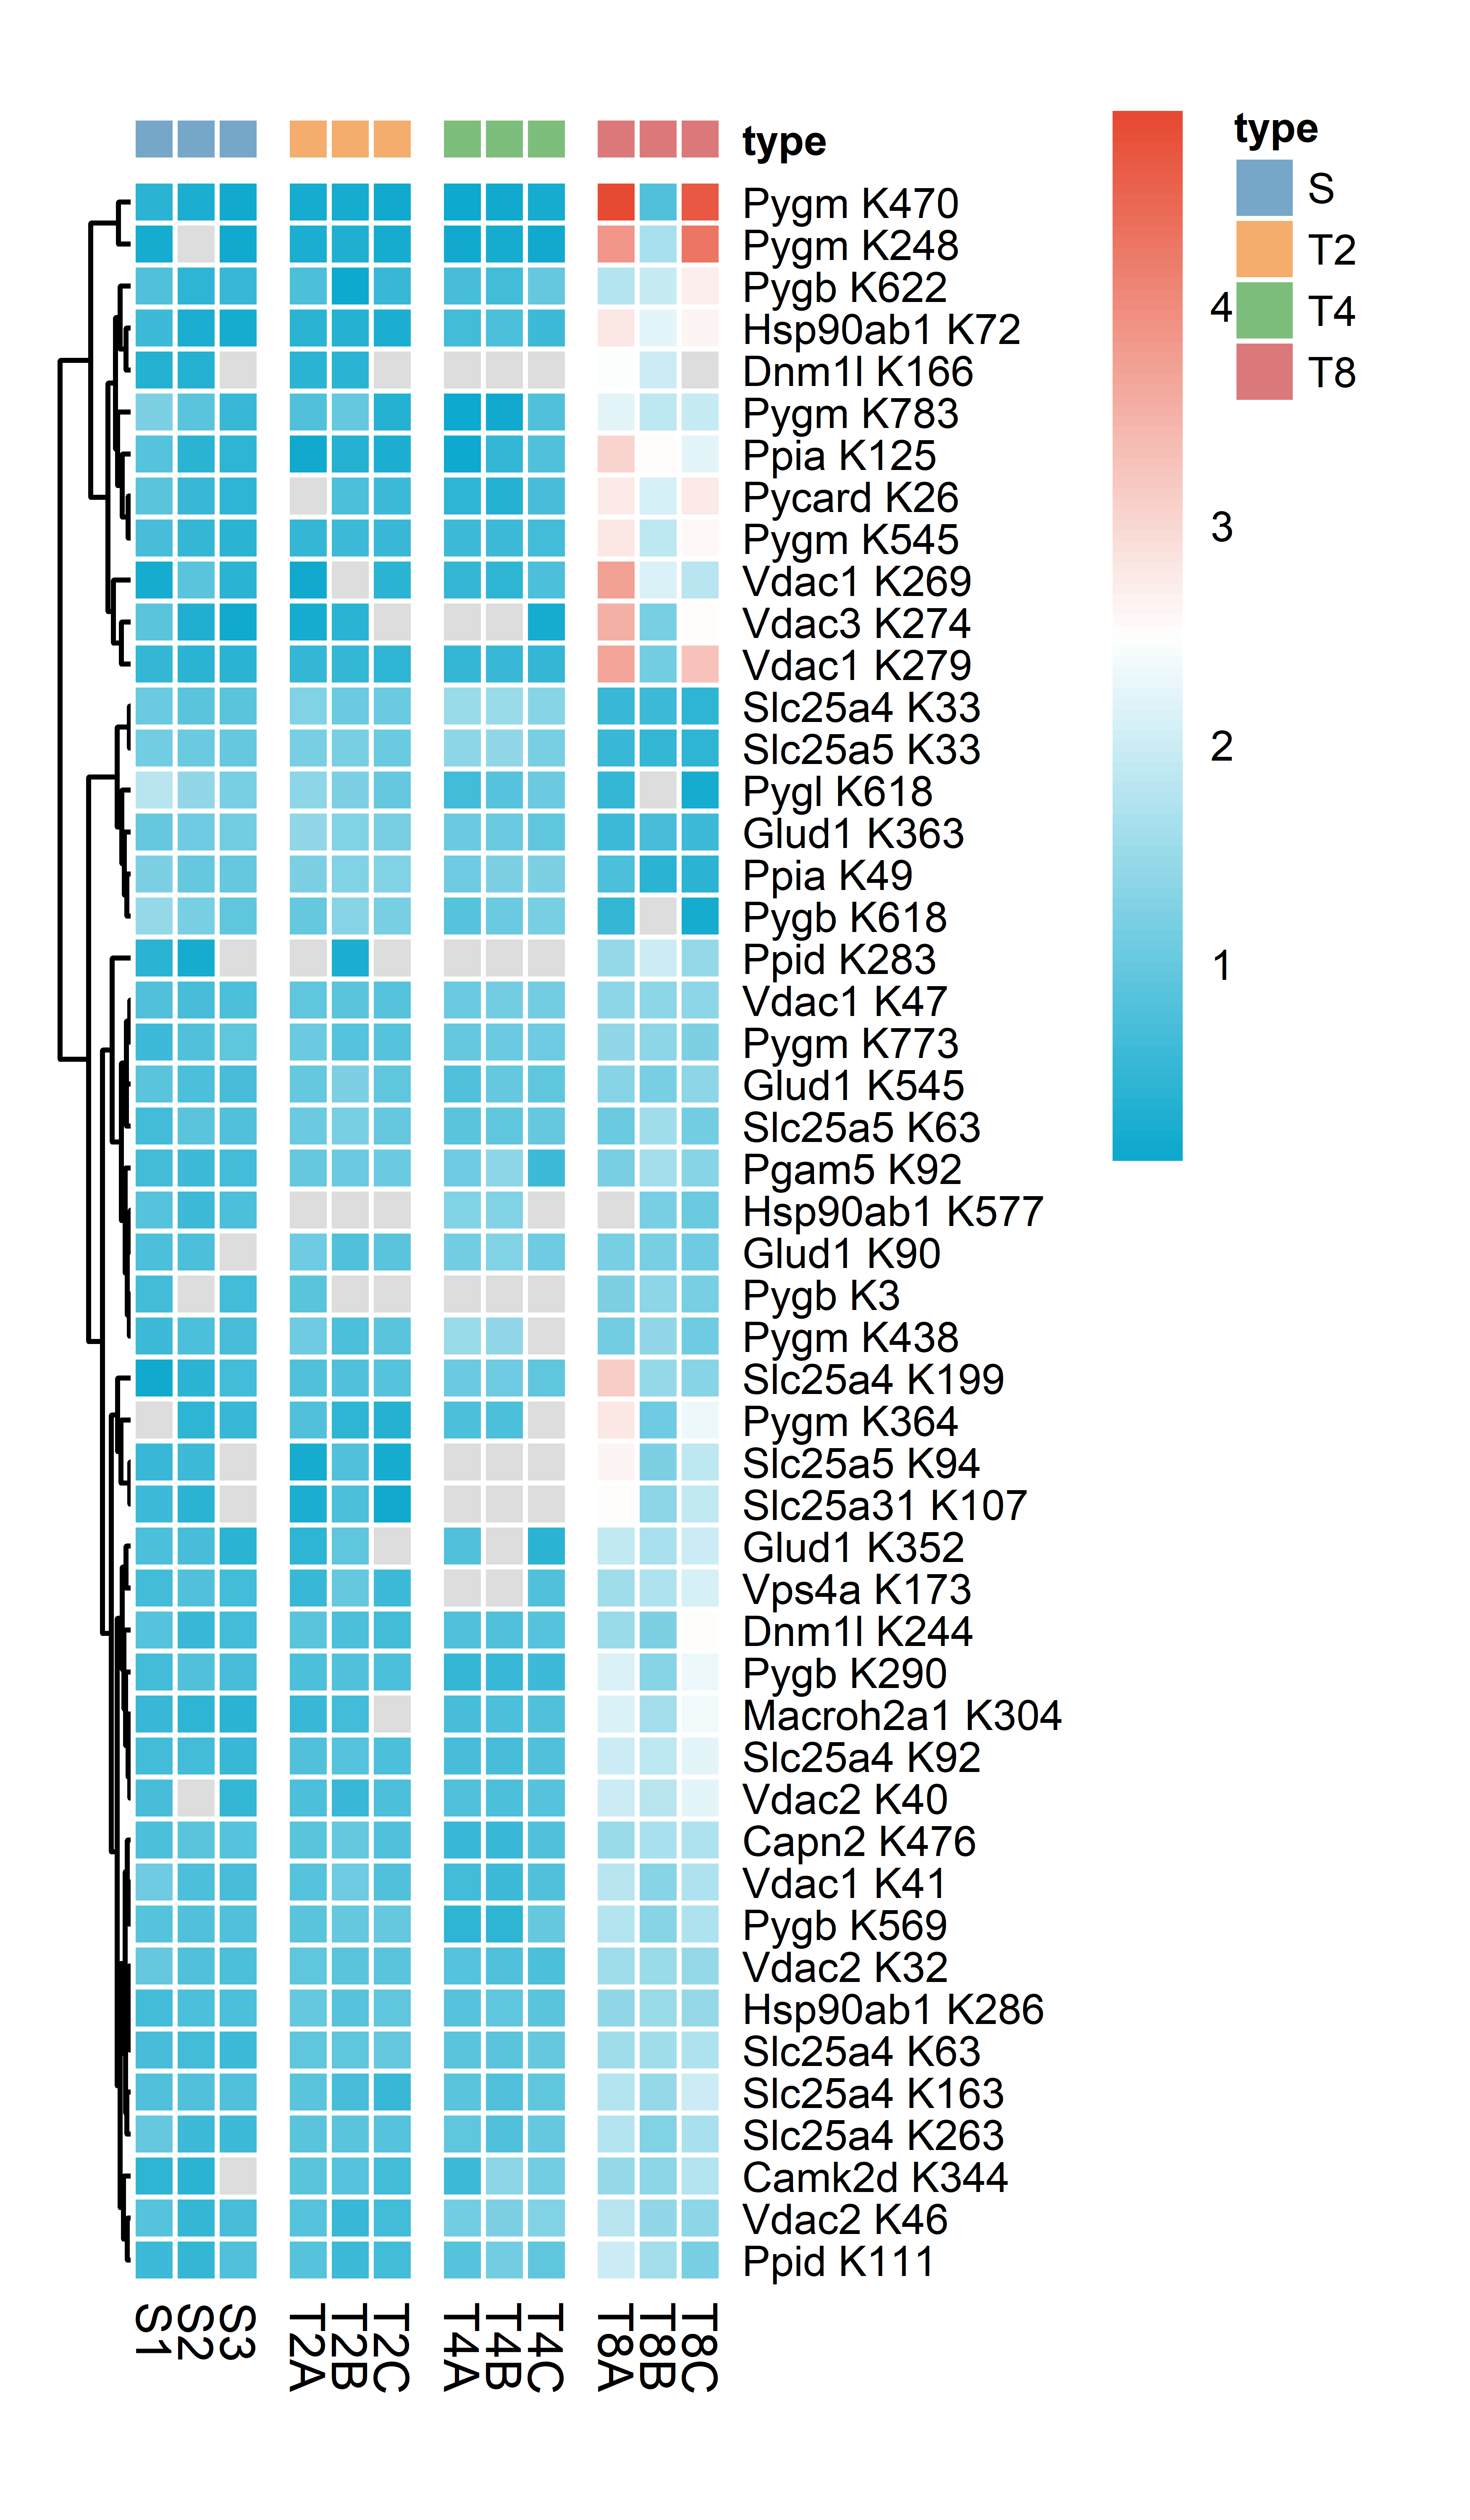 type
Pygm K470
Pygm K248
Pygb K622
Hsp90ab1 K72
Dnm1l K166
Pygm K783
Ppia K125
Pycard K26
Pygm K545
Vdac1 K269
Vdac3 K274
Vdac1 K279
Slc25a4 K33
Slc25a5 K33
Pygl K618
Glud1 K363
Ppia K49
Pygb K618
Ppid K283
Vdac1 K47
Pygm K773
Glud1 K545
Slc25a5 K63
Pgam5 K92
Hsp90ab1 K577
Glud1 K90
Pygb K3
Pygm K438
Slc25a4 K199
Pygm K364
Slc25a5 K94
Slc25a31 K107
Glud1 K352
Vps4a K173
Dnm1l K244
Pygb K290
Macroh2a1 K304
Slc25a4 K92
Vdac2 K40
Capn2 K476
Vdac1 K41
Pygb K569
Vdac2 K32
Hsp90ab1 K286
Slc25a4 K63
Slc25a4 K163
Slc25a4 K263
Camk2d K344
Vdac2 K46
Ppid K111
S1
S2
S3
T2A
T2B
T2C
T4A
T4B
T4C
T8A
T8B
T8C
4
3
2
1
type
S
T2
T4
T8